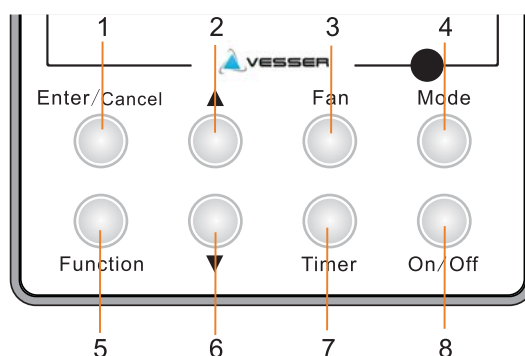 1 2 3 4
VESSER
Enter/Cancel ▲ Fan Mode
Function ▼ Timer On/Off
5 6 7 8